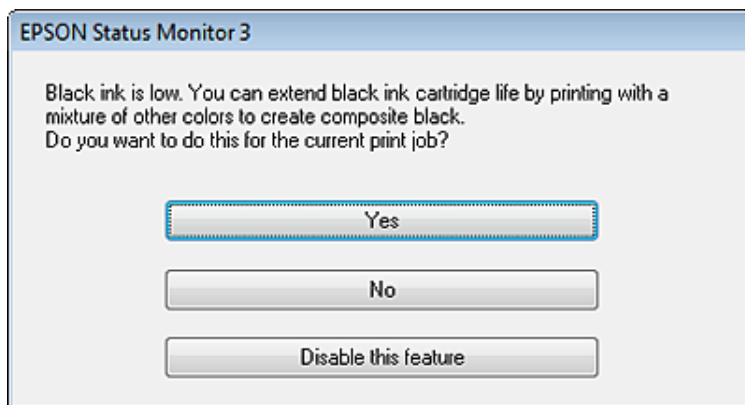 EPSON Status Monitor 3
Black ink is low. You can extend black ink cartridge life by printing with a
mixture of other colors to create composite black.
Do you want to do this for the current print job?
Yes
No
Disable this feature